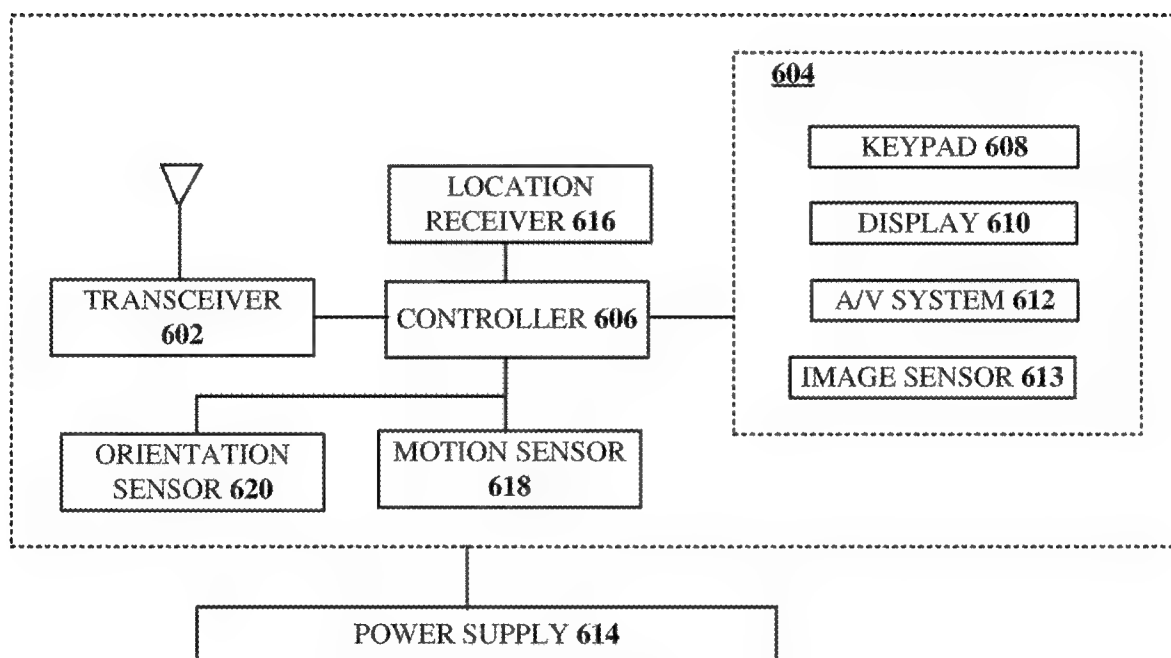 604
KEYPAD 608
LOCATION
RECEIVER 616
DISPLAY 610
TRANSCEIVER
602
CONTROLLER 606
A/V SYSTEM 612
IMAGE SENSOR 613
ORIENTATION
SENSOR 620
MOTION SENSOR
618
POWER SUPPLY 614